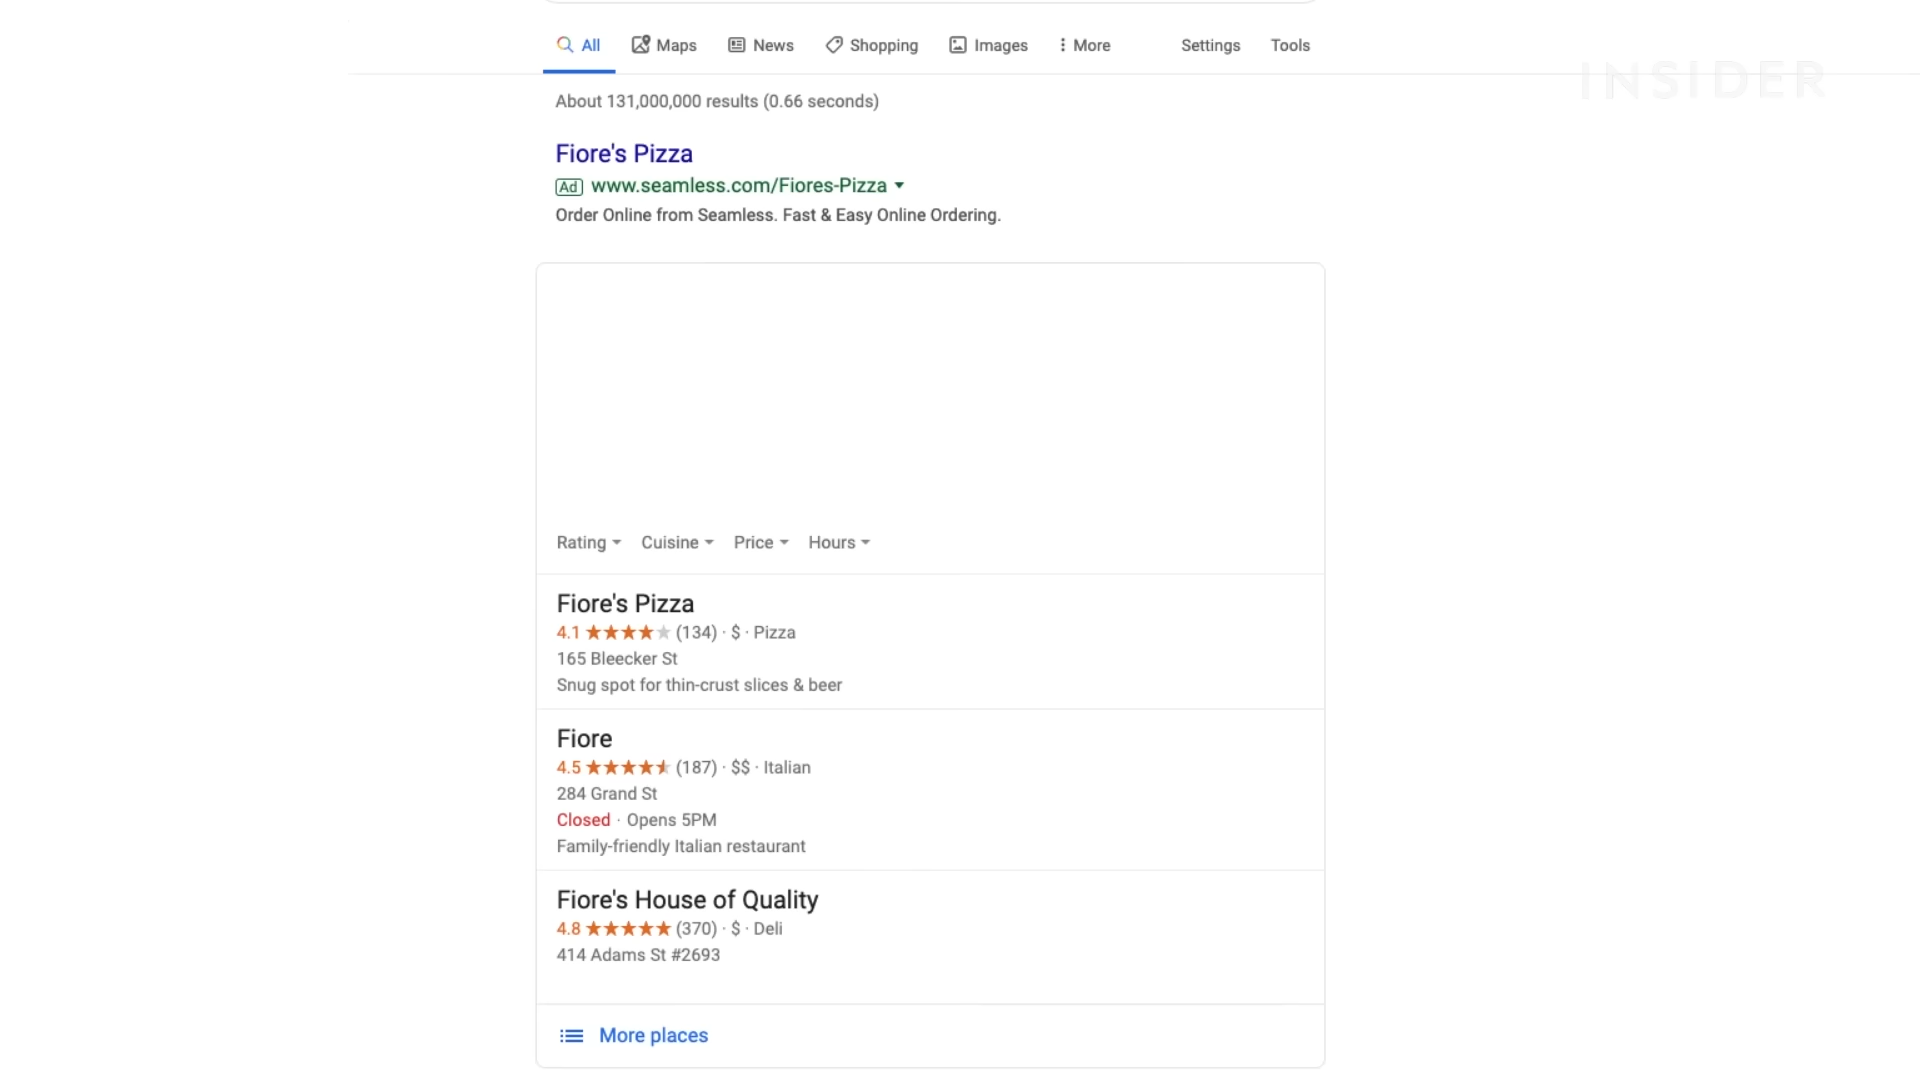 All Maps News Shopping Images More Settings Tools
INSIDER
About 131,000,000 results (0.66 seconds)
Fiore's Pizza
Ad www.seamless.com/Fiores-Pizza
Order Online from Seamless. Fast & Easy Online Ordering.
Rating Cuisine Price Hours
Fiore's Pizza
4.1 (134) · $ · Pizza
165 Bleecker St
Snug spot for thin-crust slices & beer
Fiore
4.5 (187) · $$ · Italian
284 Grand St
Closed · Opens 5PM
Family-friendly Italian restaurant
Fiore's House of Quality
4.8 (370) · $ · Deli
414 Adams St #2693
More places